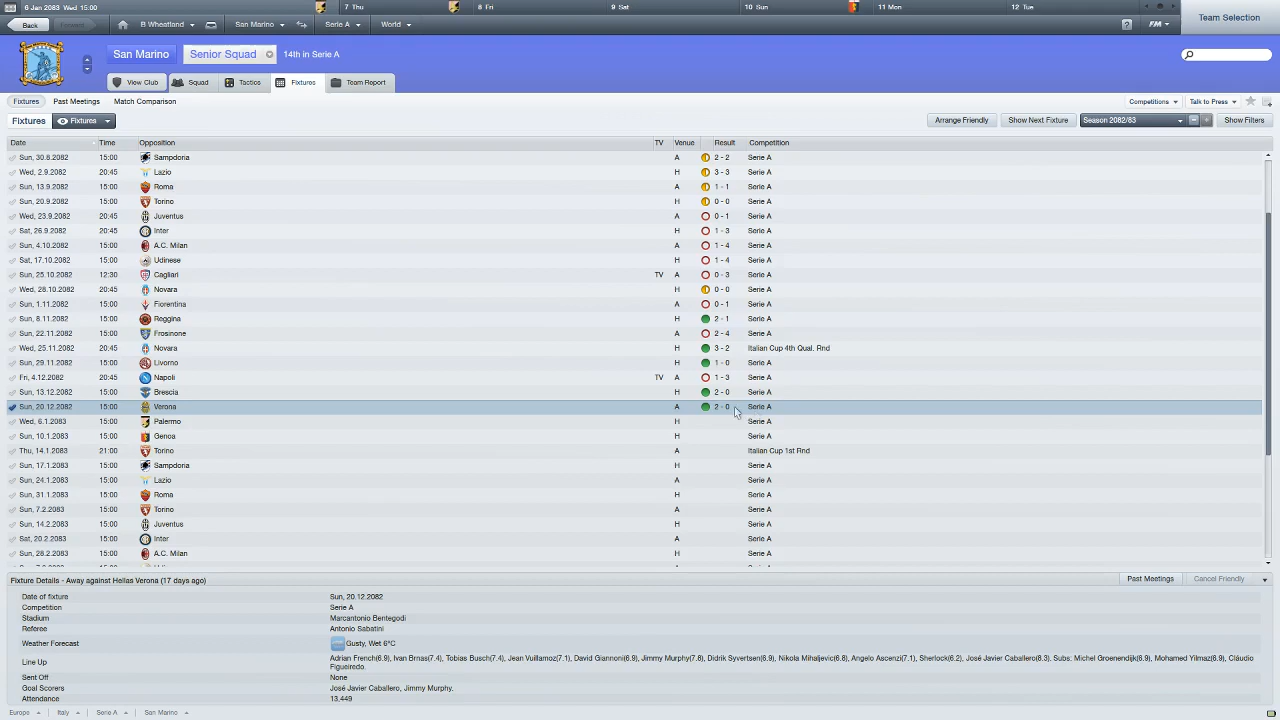 6 Jan 2083 Wed 15:00 7 Thu 8 Fri 9 Sat 10 Sun 11 Mon 12 Tue
Back Forward B Wheatland San Marino Serie A World ? FM Team Selection
San Marino Senior Squad 14th in Serie A
View Club Squad Tactics Fixtures Team Report
Fixtures Past Meetings Match Comparison Competitions Talk to Press
Fixtures Fixtures Arrange Friendly Show Next Fixture Season 2082/83 Show Filters
Date Time Opposition TV Venue Result Competition
Sun, 30.8.2082 15:00 Sampdoria A 2 - 2 Serie A
Wed, 2.9.2082 20:45 Lazio H 3 - 3 Serie A
Sun, 13.9.2082 15:00 Roma A 1 - 1 Serie A
Sun, 20.9.2082 15:00 Torino H 0 - 0 Serie A
Wed, 23.9.2082 20:45 Juventus A 0 - 1 Serie A
Sat, 26.9.2082 20:45 Inter H 1 - 3 Serie A
Sun, 4.10.2082 15:00 A.C. Milan A 1 - 4 Serie A
Sat, 17.10.2082 15:00 Udinese H 1 - 4 Serie A
Sun, 25.10.2082 12:30 Cagliari TV A 0 - 3 Serie A
Wed, 28.10.2082 20:45 Novara H 0 - 0 Serie A
Sun, 1.11.2082 15:00 Fiorentina A 0 - 1 Serie A
Sun, 8.11.2082 15:00 Reggina H 2 - 1 Serie A
Sun, 22.11.2082 15:00 Frosinone A 2 - 4 Serie A
Wed, 25.11.2082 20:45 Novara H 3 - 2 Italian Cup 4th Qual. Rnd
Sun, 29.11.2082 15:00 Livorno H 1 - 0 Serie A
Fri, 4.12.2082 20:45 Napoli TV A 1 - 3 Serie A
Sun, 13.12.2082 15:00 Brescia H 2 - 0 Serie A
Sun, 20.12.2082 15:00 Verona A 2 - 0 Serie A
Wed, 6.1.2083 15:00 Palermo H Serie A
Sun, 10.1.2083 15:00 Genoa H Serie A
Thu, 14.1.2083 21:00 Torino A Italian Cup 1st Rnd
Sun, 17.1.2083 15:00 Sampdoria H Serie A
Sun, 24.1.2083 15:00 Lazio A Serie A
Sun, 31.1.2083 15:00 Roma H Serie A
Sun, 7.2.2083 15:00 Torino A Serie A
Sun, 14.2.2083 15:00 Juventus H Serie A
Sat, 20.2.2083 15:00 Inter A Serie A
Sun, 28.2.2083 15:00 A.C. Milan H Serie A
Fixture Details - Away against Hellas Verona (17 days ago) Past Meetings Cancel Friendly
Date of fixture Sun, 20.12.2082
Competition Serie A
Stadium Marcantonio Bentegodi
Referee Antonio Sabatini
Weather Forecast Gusty, Wet 6°C
Line Up Adrian French(6.9), Ivan Brnas(7.4), Tobias Busch(7.4), Jean Vuillamoz(7.1), David Giannoni(6.9), Jimmy Murphy(7.8), Didrik Syvertsen(6.9), Nikola Mihaljevic(6.8), Angelo Ascenzi(7.1), Sherlock(6.2), José Javier Caballero(8.9). Subs: Michel Groenendijk(8.9), Mohamed Yilmaz(6.9), Cláudio
Figueiredo.
Sent Off None
Goal Scorers José Javier Caballero, Jimmy Murphy.
Attendance 13,449
Europe Italy Serie A San Marino